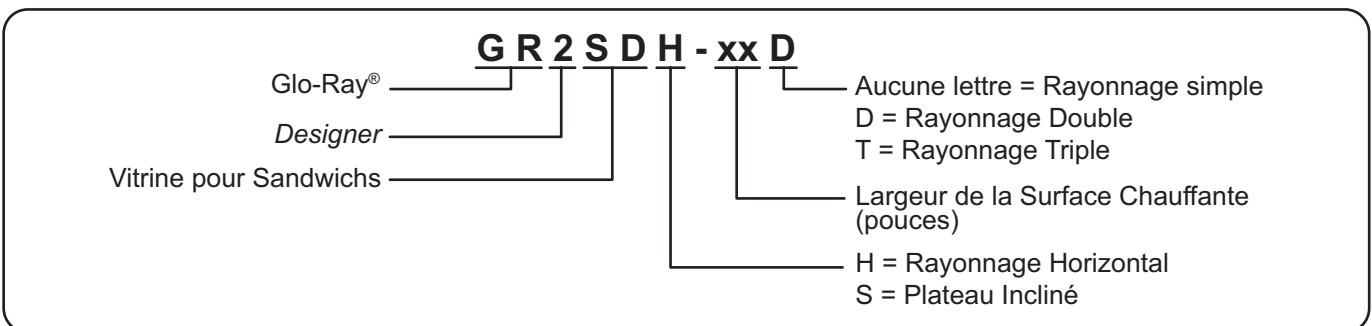 G R 2 S D H - xx D
Glo-Ray®
Designer
Vitrine pour Sandwichs
Aucune lettre = Rayonnage simple
D = Rayonnage Double
T = Rayonnage Triple
Largeur de la Surface Chauffante
(pouces)
H = Rayonnage Horizontal
S = Plateau Incliné